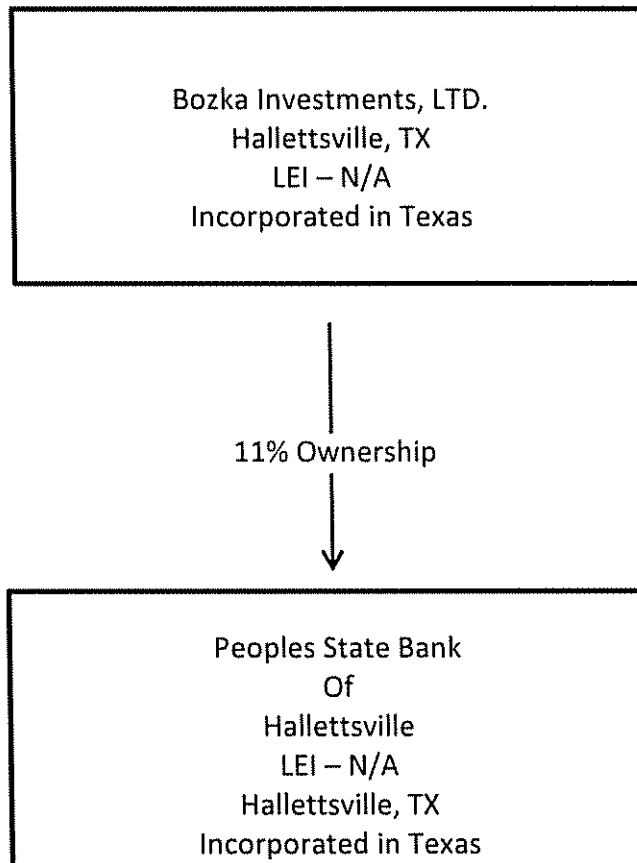 Bozka Investments, LTD.
Hallettsville, TX
LEI – N/A
Incorporated in Texas
11% Ownership
Peoples State Bank
Of
Hallettsville
LEI – N/A
Hallettsville, TX
Incorporated in Texas